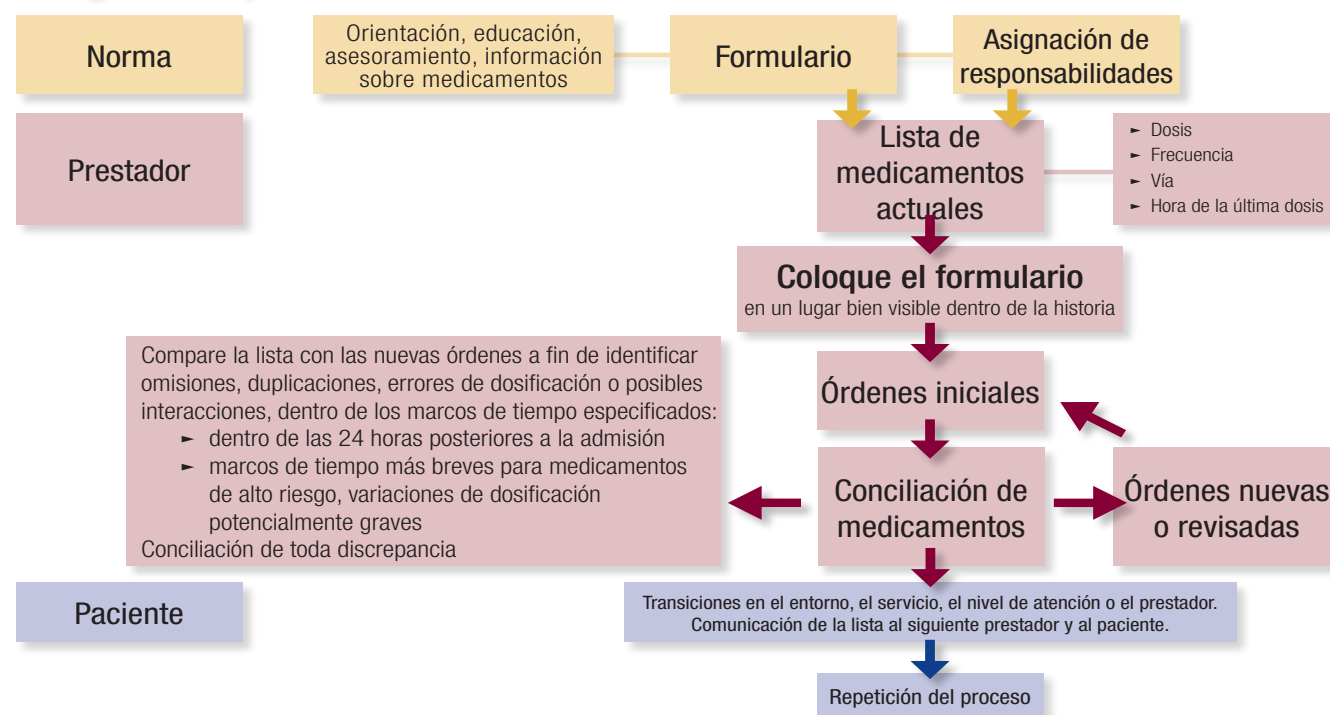 Norma
Orientación, educación,
asesoramiento, información
sobre medicamentos
Formulario
Asignación de
responsabilidades
Prestador
Lista de
medicamentos
actuales
► Dosis
► Frecuencia
► Vía
► Hora de la última dosis
Coloque el formulario
en un lugar bien visible dentro de la historia
Compare la lista con las nuevas órdenes a fin de identificar
omisiones, duplicaciones, errores de dosificación o posibles
interacciones, dentro de los marcos de tiempo especificados:
► dentro de las 24 horas posteriores a la admisión
► marcos de tiempo más breves para medicamentos
de alto riesgo, variaciones de dosificación
potencialmente graves
Conciliación de toda discrepancia
Órdenes iniciales
Conciliación de
medicamentos
Órdenes nuevas
o revisadas
Paciente
Transiciones en el entorno, el servicio, el nivel de atención o el prestador.
Comunicación de la lista al siguiente prestador y al paciente.
Repetición del proceso